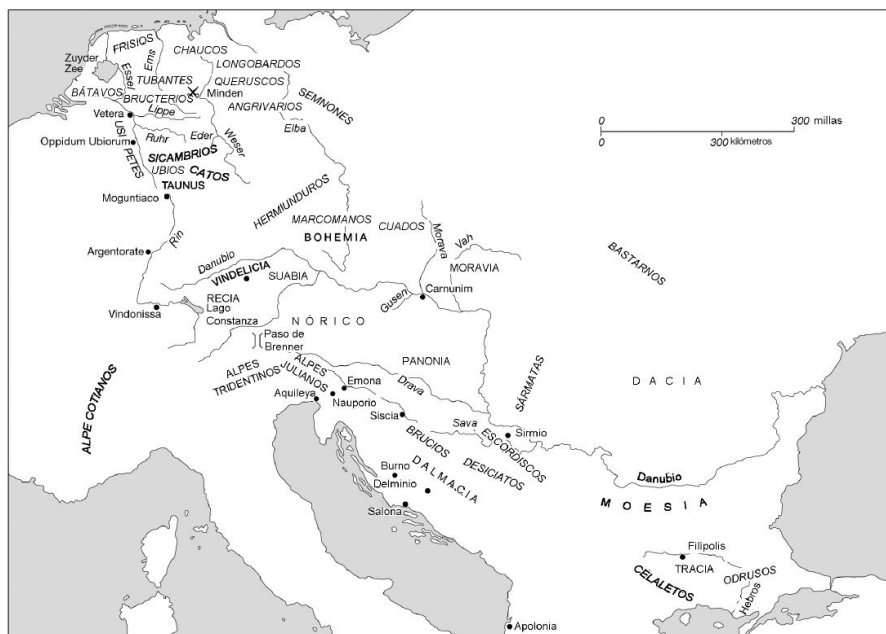 FRISIOS
CHAUCOS
Zuyder
Zee
Ems
Essel
LONGOBARDOS
TUBANTES
QUERUSCOS
BÁTAVOS
BRUCTERIOS
Minden
SEMNONES
Lippe
ANGRIVARIOS
Vetera
Elba
USI
PETES
Ruhr
Eder
Weser
Oppidum Ubiorum
SICAMBRIOS
UBIOS
CATOS
TAUNUS
Moguntiaco
HERMIUNDUROS
MARCOMANOS
CUADOS
BOHEMIA
Morava
Vah
MORAVIA
BASTARNOS
Rin
Argentorate
Danubio
VINDELICIA
SUABIA
Gusen
Carnunim
Vindonissa
RECIA
Lago
Constanza
NÓRICO
Paso de
Brenner
0
300 millas
0
300 kilómetros
ALPES
TRIDENTINOS
ALPES
JULIANOS
PANONIA
DACIA
ALPE COTIANOS
Emona
Drava
SÁRMATAS
Aquileya
Nauporio
Siscia
Sava
ESCORDISCOS
Sirmio
BRUCIOS
DESICIATOS
Burno
Delminio
DALMACIA
Salona
Danubio
MOESIA
Filipolis
TRACIA
ODRUSOS
CÉLALETOS
Hebros
Apolonia